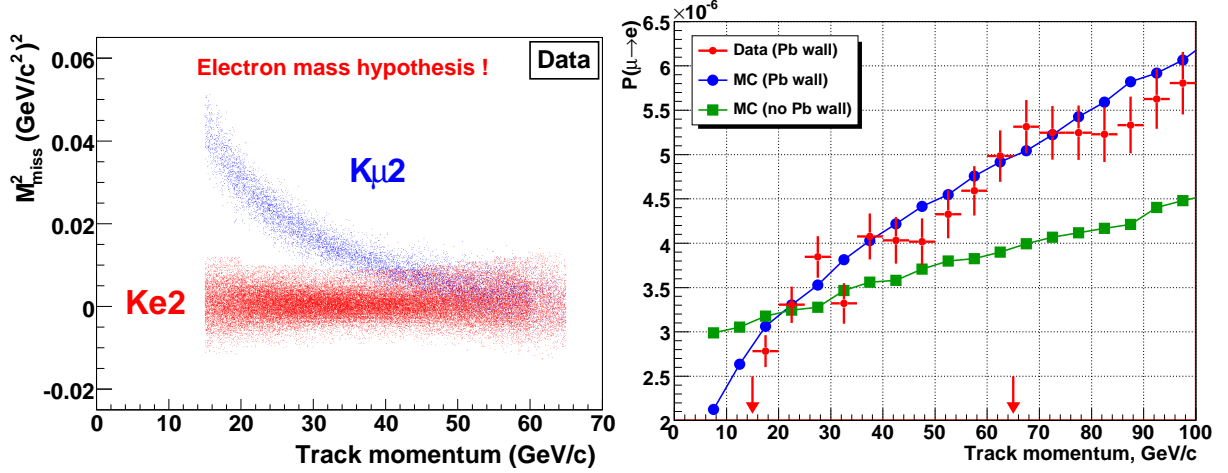 M²miss (GeV/c²)²
0.06
0.04
0.02
0
-0.02
Data
Electron mass hypothesis !
Kμ2
Ke2
0 10 20 30 40 50 60 70
Track momentum (GeV/c)
P(μ→e)
×10⁻⁶
6.5
6
5.5
5
4.5
4
3.5
3
2.5
2
Data (Pb wall)
MC (Pb wall)
MC (no Pb wall)
0 10 20 30 40 50 60 70 80 90 100
Track momentum, GeV/c